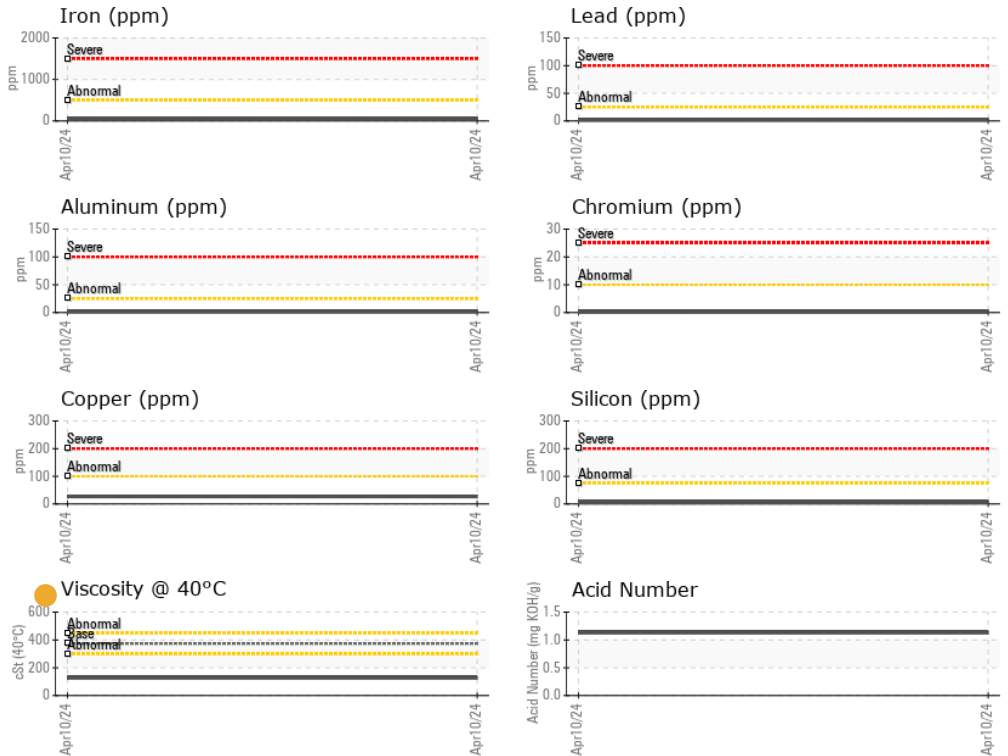 Iron (ppm)
2000
1000
0
ppm
Severe
Abnormal
Apr10/24
Apr10/24
Lead (ppm)
150
100
50
0
ppm
Severe
Abnormal
Apr10/24
Apr10/24
Aluminum (ppm)
150
100
50
0
ppm
Severe
Abnormal
Apr10/24
Apr10/24
Chromium (ppm)
30
20
10
0
ppm
Severe
Abnormal
Apr10/24
Apr10/24
Copper (ppm)
300
200
100
0
ppm
Severe
Abnormal
Apr10/24
Apr10/24
Silicon (ppm)
300
200
100
0
ppm
Severe
Abnormal
Apr10/24
Apr10/24
Viscosity @ 40°C
600
400
200
0
cSt (40°C)
Abnormal
Base
Abnormal
Apr10/24
Apr10/24
Acid Number
1.5
1.0
0.5
0.0
Acid Number (mg KOH/g)
Apr10/24
Apr10/24